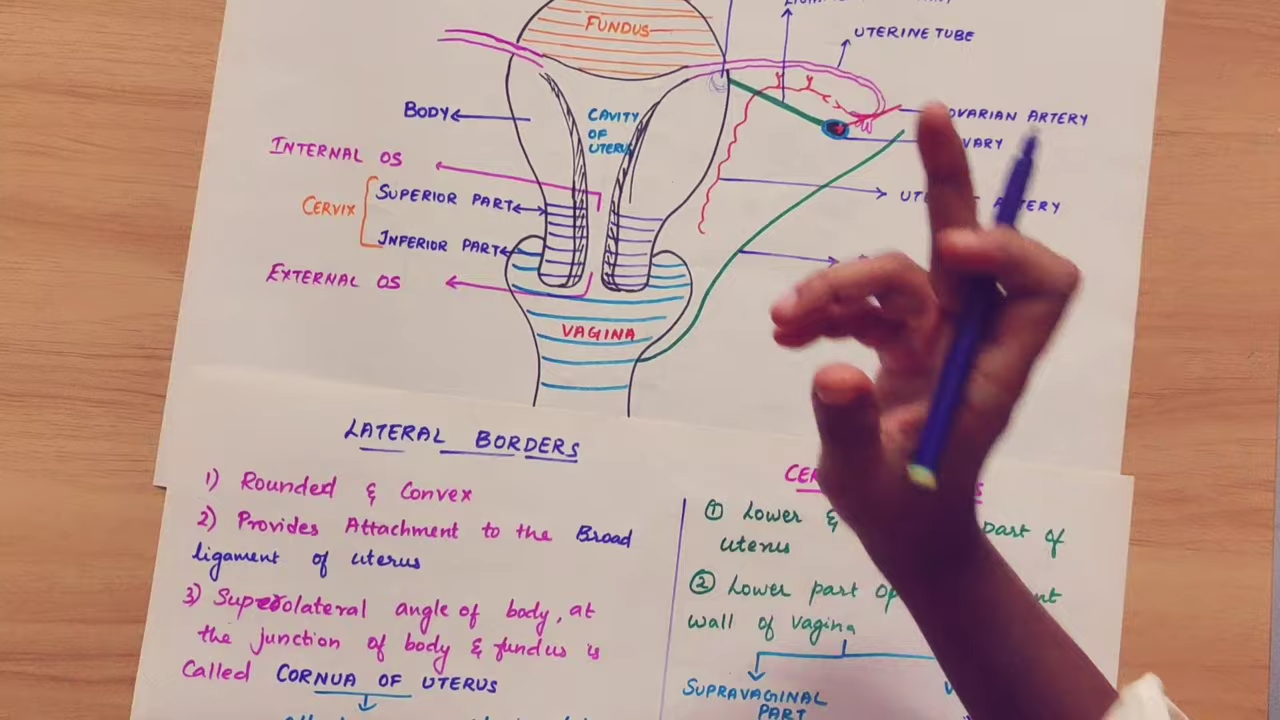 FUNDUS
UTERINE TUBE
BODY
CAVITY
OF
UTERUS
OVARIAN ARTERY
INTERNAL OS
SUPERIOR PART
CERVIX
INFERIOR PART
EXTERNAL OS
VAGINA
LATERAL BORDERS
1) Rounded & Convex
2) Provides Attachment to the Broad
ligament of uterus
3) Superolateral angle of body, at
the junction of body & fundus is
Called CORNUA OF UTERUS
① Lower & part of
uterus
② Lower part
wall of vagina
SUPRAVAGINAL
PART